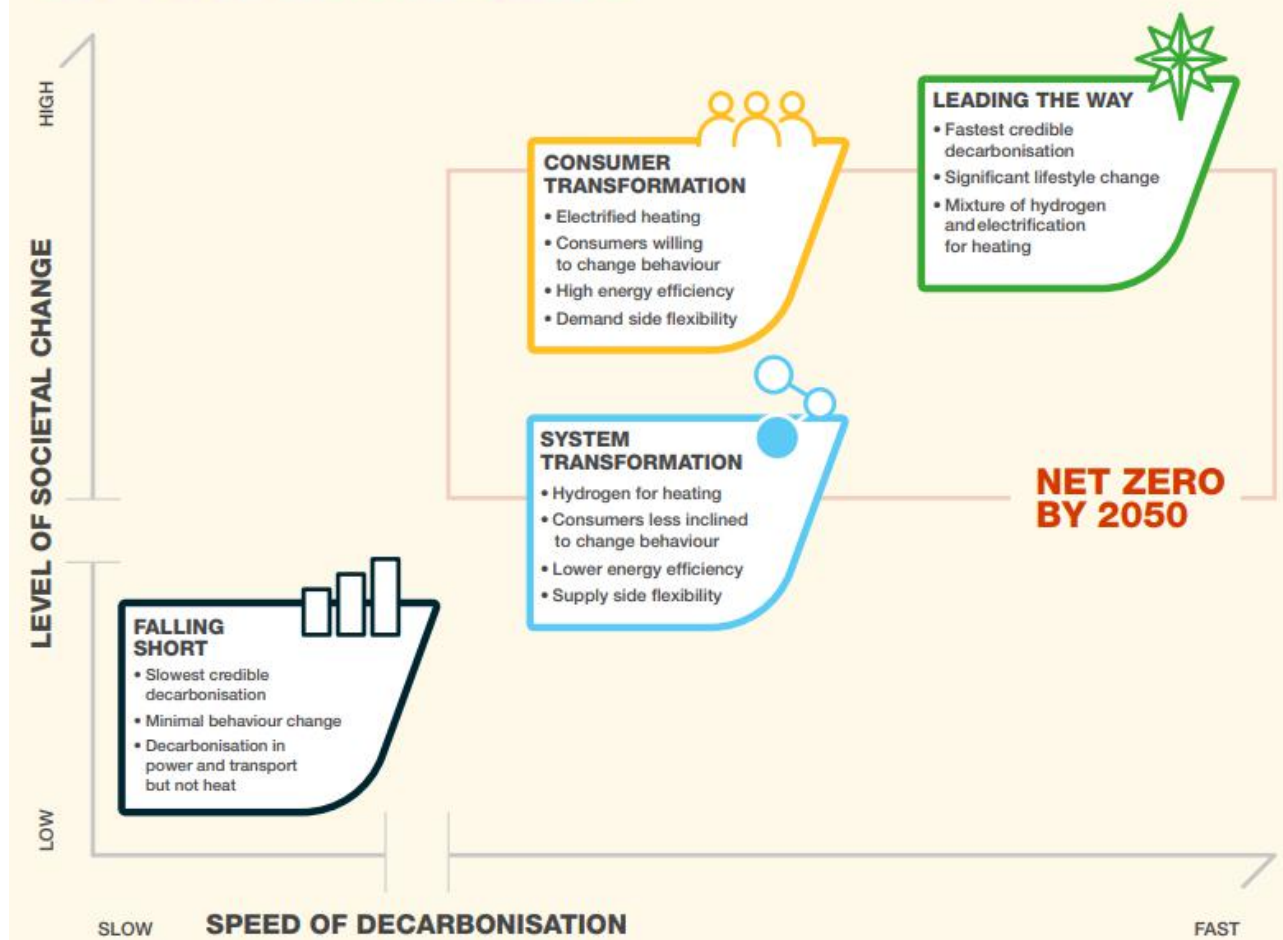 HIGH
LEVEL OF SOCIETAL CHANGE
LOW
LEADING THE WAY
• Fastest credible
decarbonisation
• Significant lifestyle change
• Mixture of hydrogen
and electrification
for heating
CONSUMER
TRANSFORMATION
• Electrified heating
• Consumers willing
to change behaviour
• High energy efficiency
• Demand side flexibility
SYSTEM
TRANSFORMATION
• Hydrogen for heating
• Consumers less inclined
to change behaviour
• Lower energy efficiency
• Supply side flexibility
NET ZERO
BY 2050
FALLING
SHORT
• Slowest credible
decarbonisation
• Minimal behaviour change
• Decarbonisation in
power and transport
but not heat
SLOW
SPEED OF DECARBONISATION
FAST